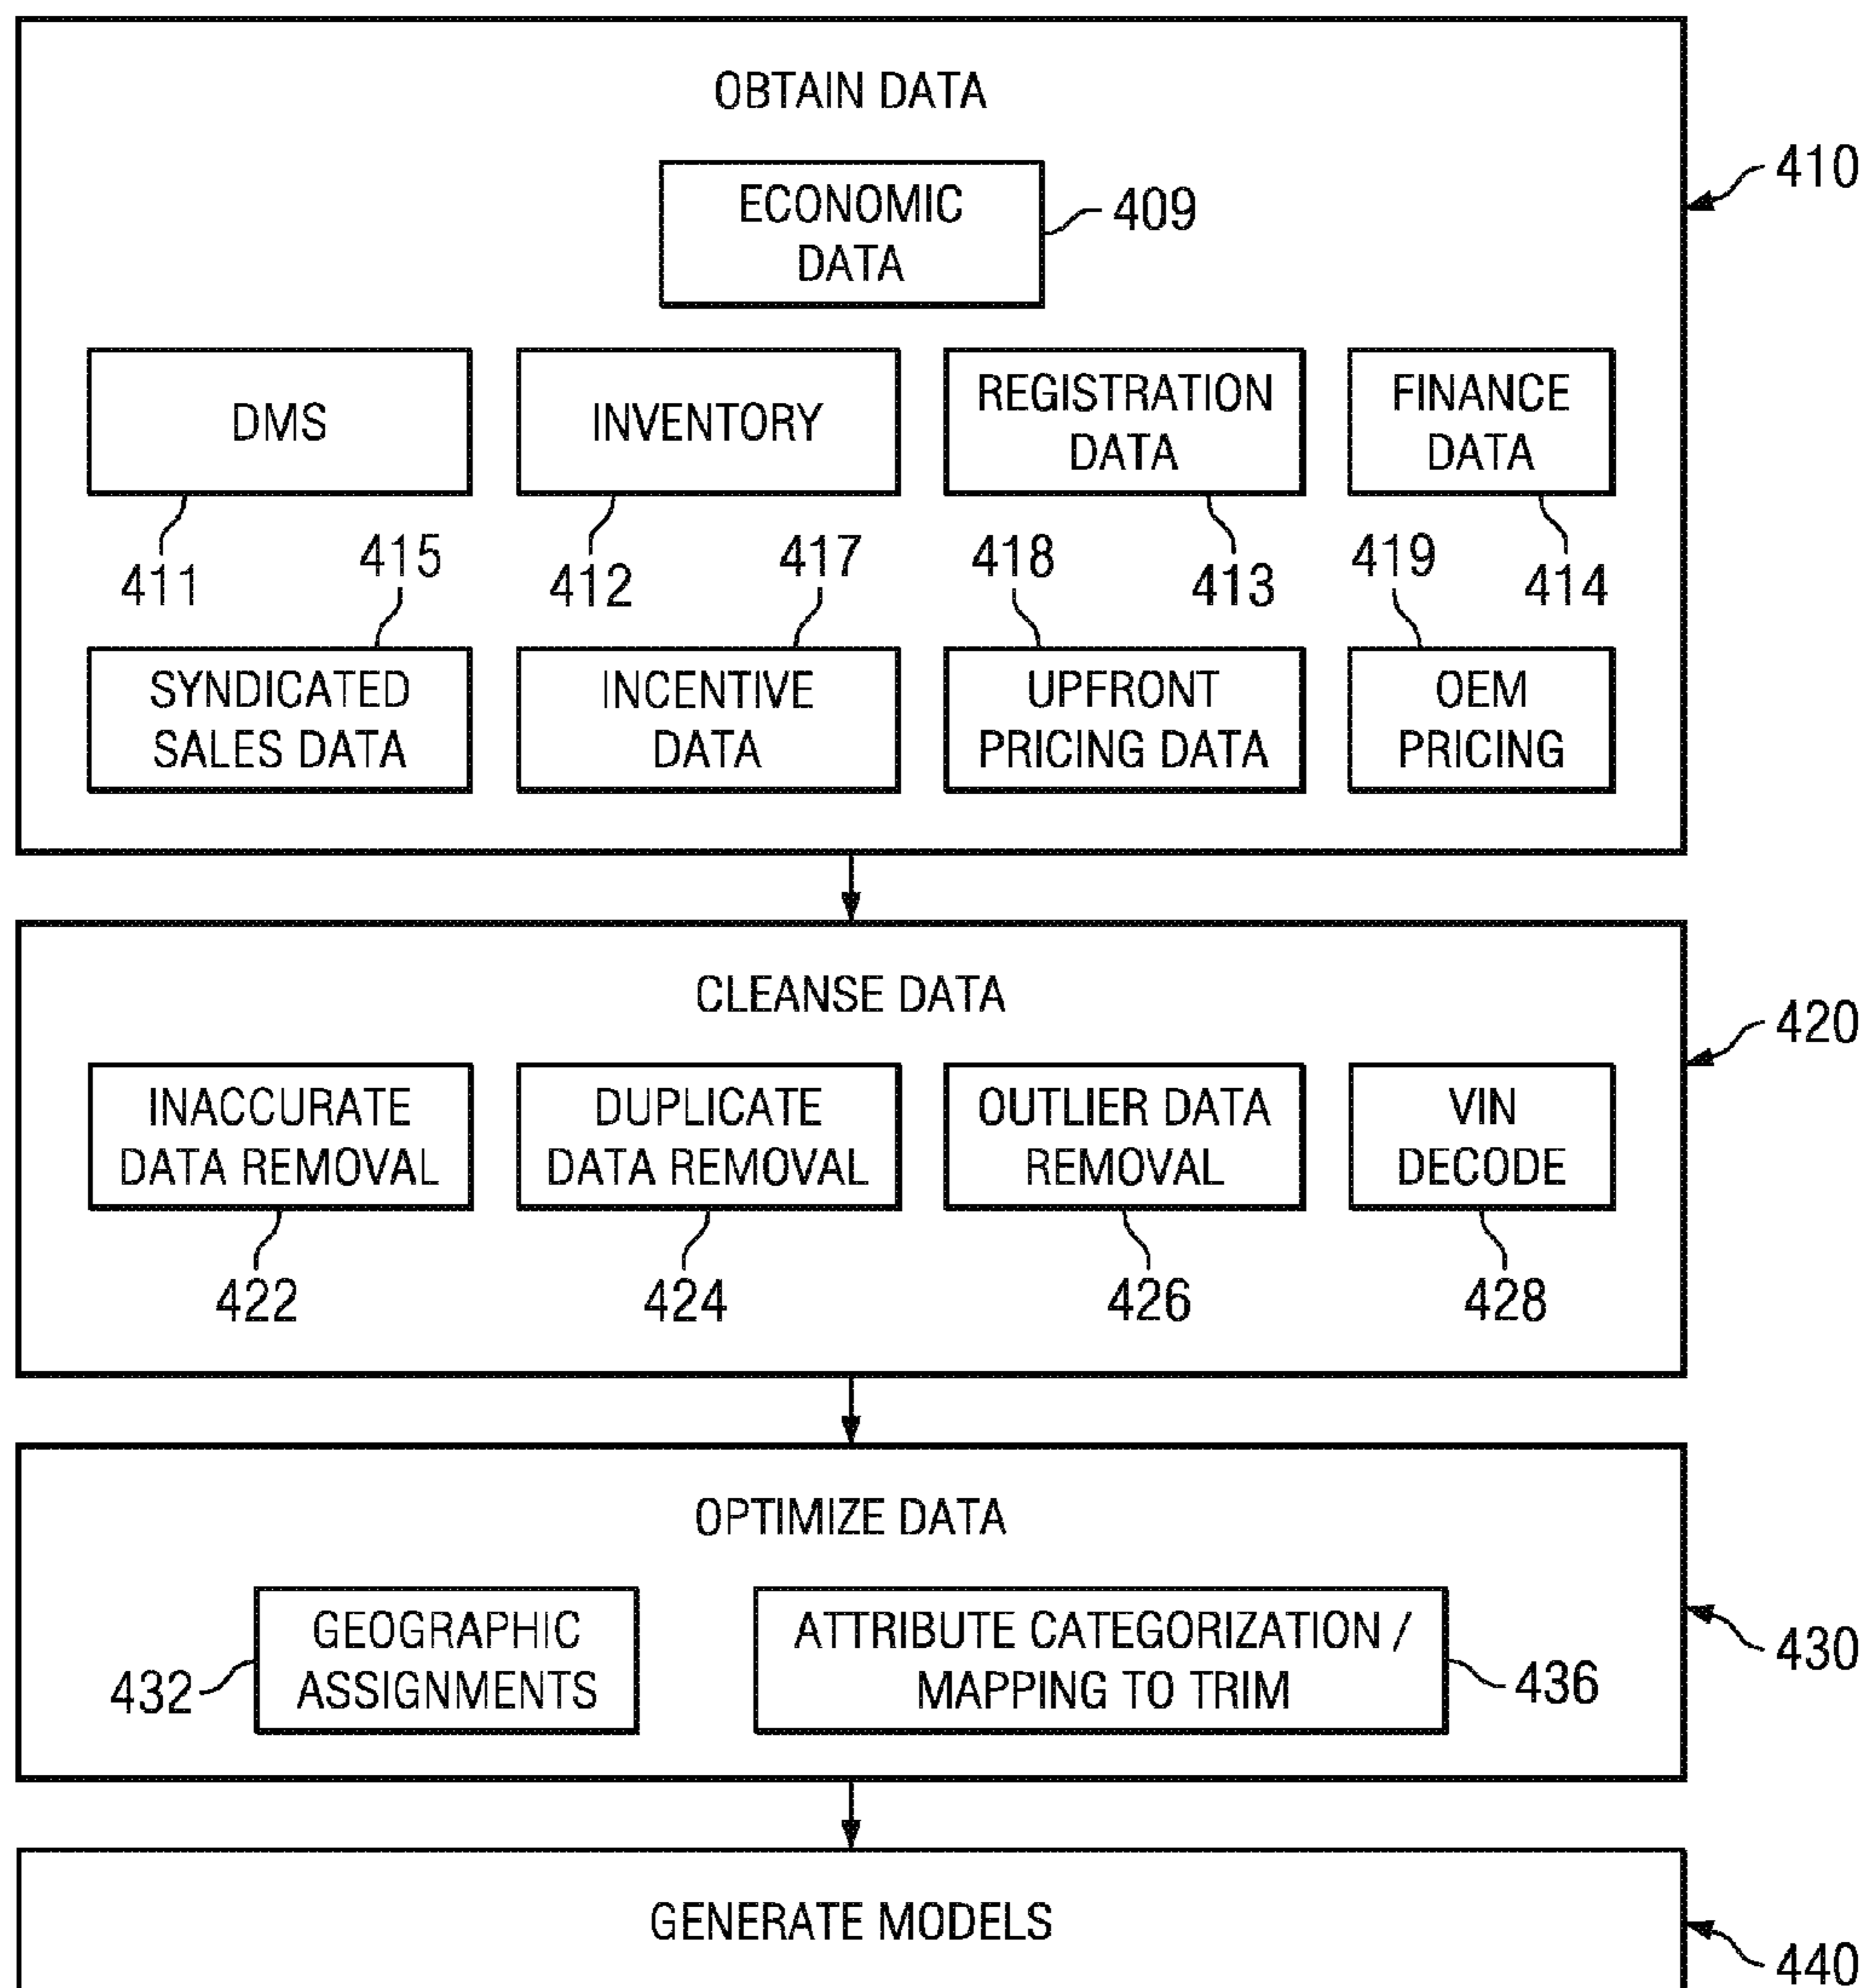 OBTAIN DATA
410
ECONOMIC
DATA
409
DMS
INVENTORY
REGISTRATION
DATA
FINANCE
DATA
411
415
412
417
418
413
419
414
SYNDICATED
SALES DATA
INCENTIVE
DATA
UPFRONT
PRICING DATA
OEM
PRICING
CLEANSE DATA
420
INACCURATE
DATA REMOVAL
DUPLICATE
DATA REMOVAL
OUTLIER DATA
REMOVAL
VIN
DECODE
422
424
426
428
OPTIMIZE DATA
430
GEOGRAPHIC
ASSIGNMENTS
432
ATTRIBUTE CATEGORIZATION /
MAPPING TO TRIM
436
GENERATE MODELS
440